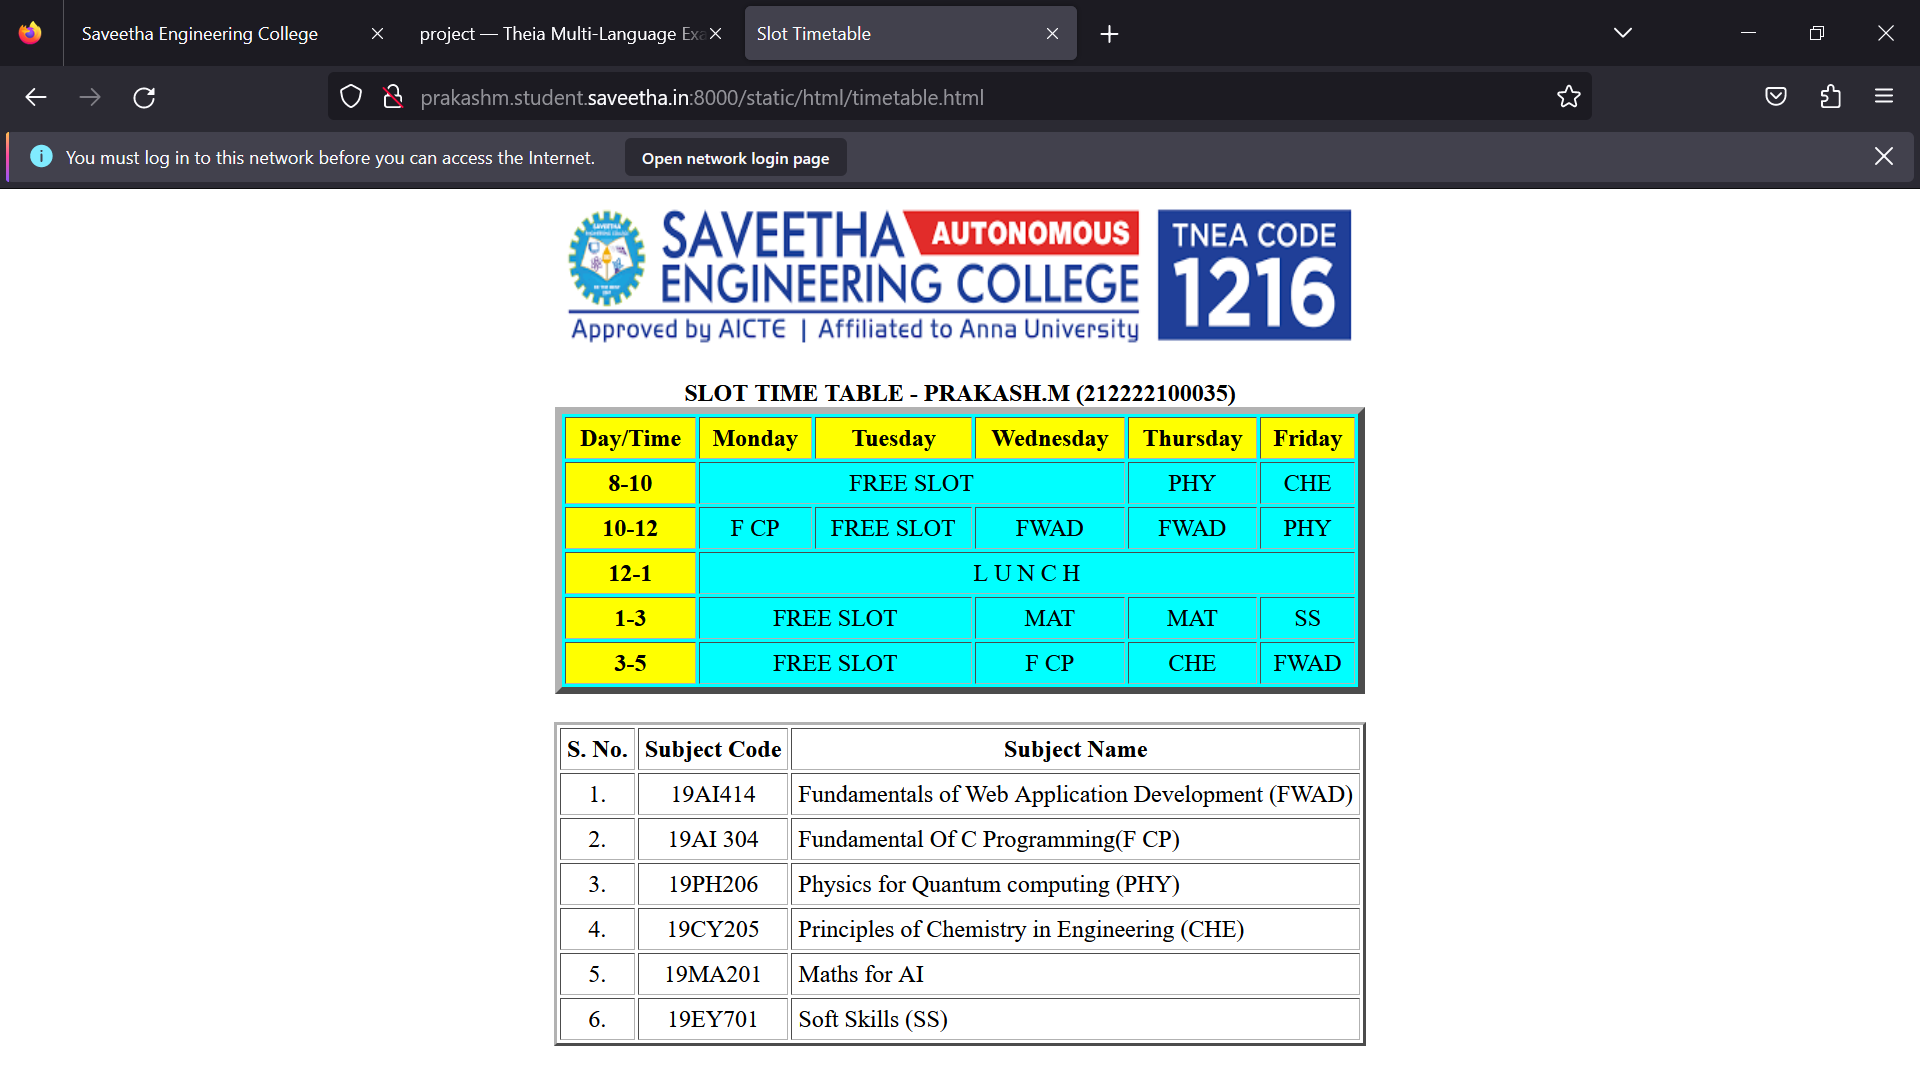 Saveetha Engineering College
project — Theia Multi-Language Exa
Slot Timetable
prakashm.student.saveetha.in:8000/static/html/timetable.html
You must log in to this network before you can access the Internet. Open network login page
SAVEETHA AUTONOMOUS
ENGINEERING COLLEGE
Approved by AICTE | Affiliated to Anna University
TNEA CODE
1216
SLOT TIME TABLE - PRAKASH.M (212222100035)
Day/Time Monday Tuesday Wednesday Thursday Friday
8-10 FREE SLOT PHY CHE
10-12 F CP FREE SLOT FWAD FWAD PHY
12-1 L U N C H
1-3 FREE SLOT MAT MAT SS
3-5 FREE SLOT F CP CHE FWAD
S. No. Subject Code Subject Name
1. 19AI414 Fundamentals of Web Application Development (FWAD)
2. 19AI 304 Fundamental Of C Programming(F CP)
3. 19PH206 Physics for Quantum computing (PHY)
4. 19CY205 Principles of Chemistry in Engineering (CHE)
5. 19MA201 Maths for AI
6. 19EY701 Soft Skills (SS)